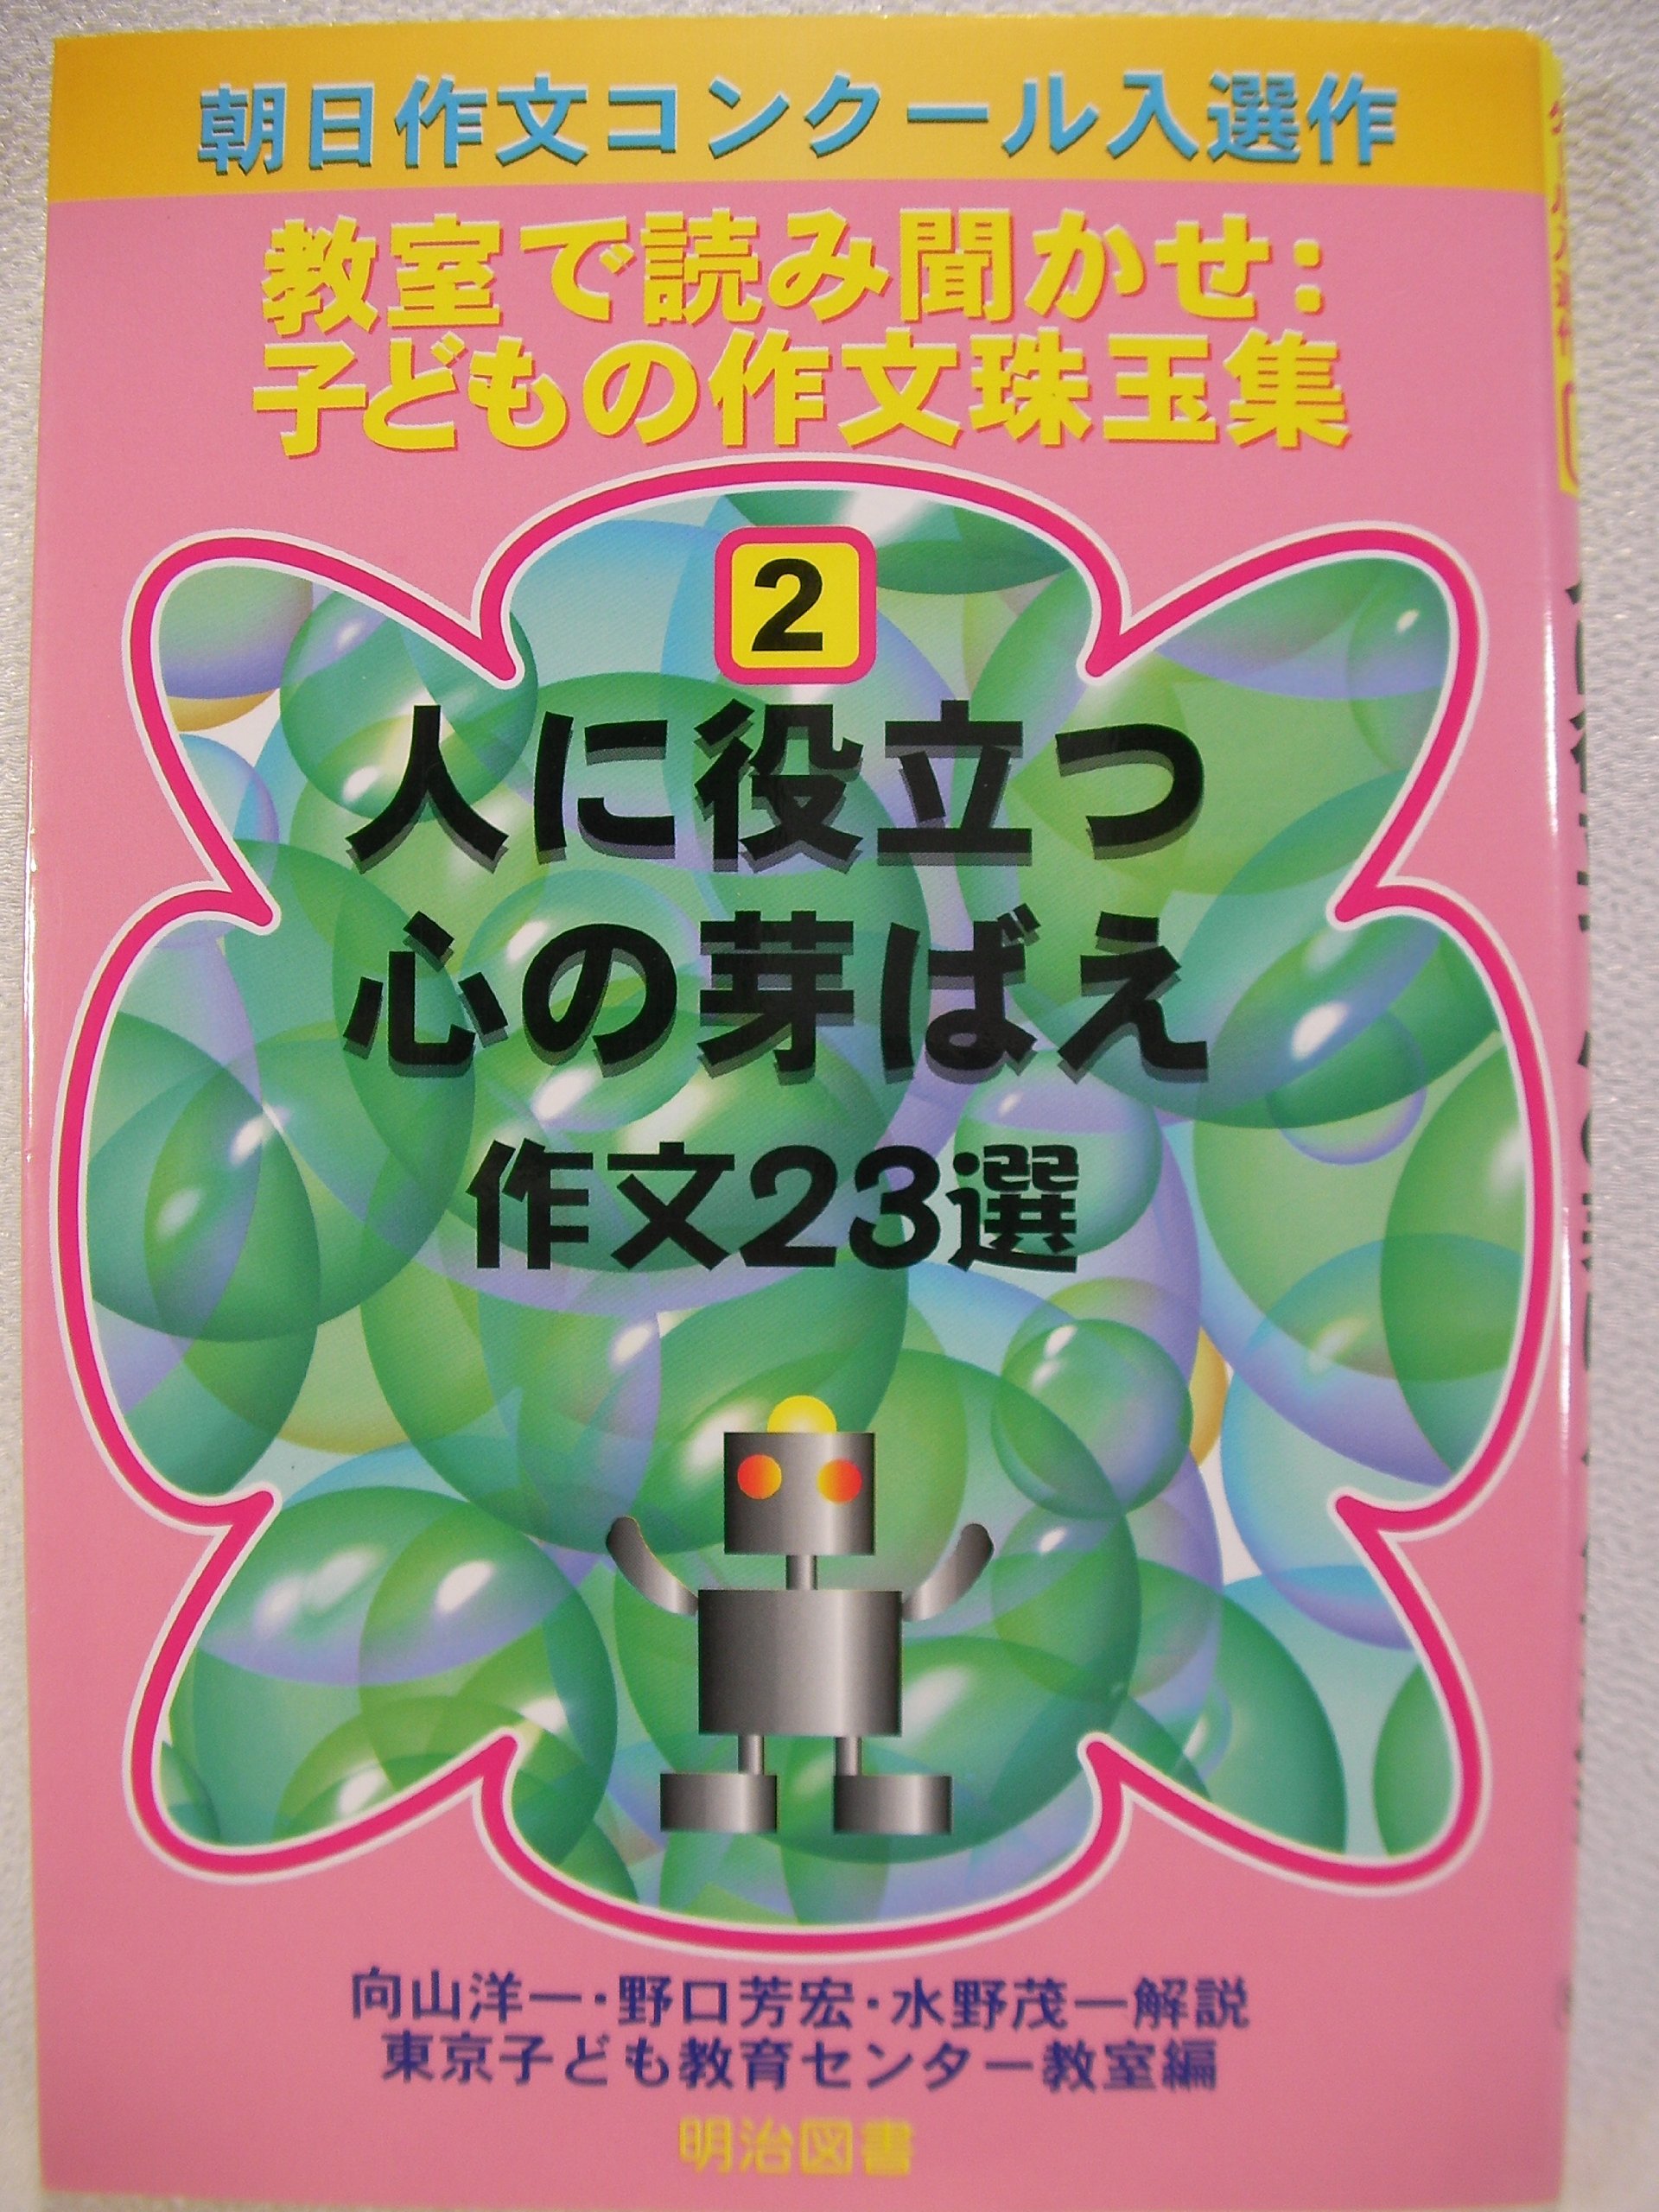 朝日作文コンクール入選作
教室で読み聞かせ：
子どもの作文珠玉集
2
人に役立つ
心の芽ばえ
作文23選
向山洋一・野口芳宏・水野茂一解説
東京子ども教育センター教室編
明治図書